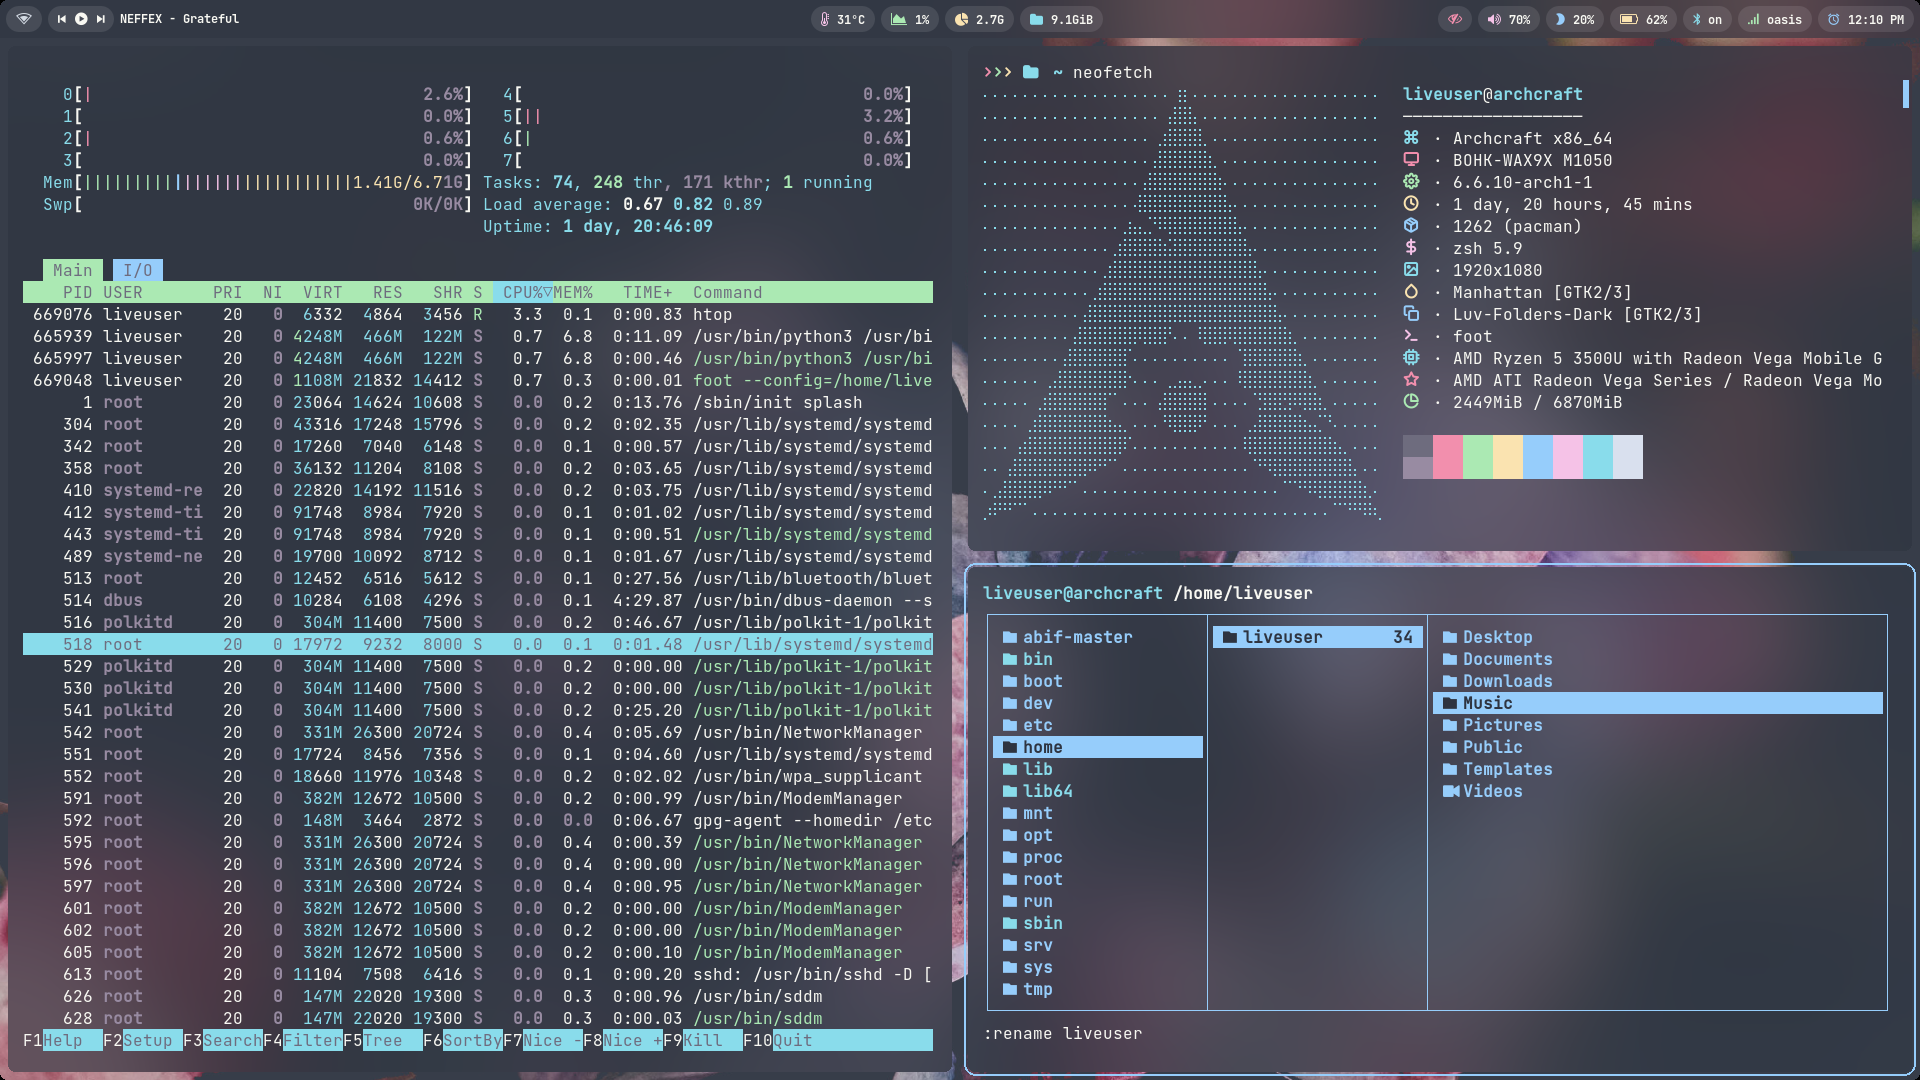 NEFFEX - Grateful
31°C 1% 2.7G 9.1GiB
70% 20% 62% on oasis 12:10 PM
0[| 2.6%] 4[ 0.0%]
1[ 0.0%] 5[|| 3.2%]
2[| 0.6%] 6[| 0.6%]
3[ 0.0%] 7[ 0.0%]
Mem[|||||||||||||||||||||||||||1.41G/6.71G] Tasks: 74, 248 thr, 171 kthr; 1 running
Swp[ 0K/0K] Load average: 0.67 0.82 0.89
Uptime: 1 day, 20:46:09
Main I/O
PID USER PRI NI VIRT RES SHR S CPU%▽MEM% TIME+ Command
669076 liveuser 20 0 6332 4864 3456 R 3.3 0.1 0:00.83 htop
665939 liveuser 20 0 4248M 466M 122M S 0.7 6.8 0:11.09 /usr/bin/python3 /usr/bi
665997 liveuser 20 0 4248M 466M 122M S 0.7 6.8 0:00.46 /usr/bin/python3 /usr/bi
669048 liveuser 20 0 1108M 21832 14412 S 0.7 0.3 0:00.01 foot --config=/home/live
1 root 20 0 23064 14624 10608 S 0.0 0.2 0:13.76 /sbin/init splash
304 root 20 0 43316 17248 15796 S 0.0 0.2 0:02.35 /usr/lib/systemd/systemd
342 root 20 0 17260 7040 6148 S 0.0 0.1 0:00.57 /usr/lib/systemd/systemd
358 root 20 0 36132 11204 8108 S 0.0 0.2 0:03.65 /usr/lib/systemd/systemd
410 systemd-re 20 0 22820 14192 11516 S 0.0 0.2 0:03.75 /usr/lib/systemd/systemd
412 systemd-ti 20 0 91748 8984 7920 S 0.0 0.1 0:01.02 /usr/lib/systemd/systemd
443 systemd-ti 20 0 91748 8984 7920 S 0.0 0.1 0:00.51 /usr/lib/systemd/systemd
489 systemd-ne 20 0 19700 10092 8712 S 0.0 0.1 0:01.67 /usr/lib/systemd/systemd
513 root 20 0 12452 6516 5612 S 0.0 0.1 0:27.56 /usr/lib/bluetooth/bluet
514 dbus 20 0 10284 6108 4296 S 0.0 0.1 4:29.87 /usr/bin/dbus-daemon --s
516 polkitd 20 0 304M 11400 7500 S 0.0 0.2 0:46.67 /usr/lib/polkit-1/polkit
518 root 20 0 17972 9232 8000 S 0.0 0.1 0:01.48 /usr/lib/systemd/systemd
529 polkitd 20 0 304M 11400 7500 S 0.0 0.2 0:00.00 /usr/lib/polkit-1/polkit
530 polkitd 20 0 304M 11400 7500 S 0.0 0.2 0:00.00 /usr/lib/polkit-1/polkit
541 polkitd 20 0 304M 11400 7500 S 0.0 0.2 0:25.20 /usr/lib/polkit-1/polkit
542 root 20 0 331M 26300 20724 S 0.0 0.4 0:05.69 /usr/bin/NetworkManager
551 root 20 0 17724 8456 7356 S 0.0 0.1 0:04.60 /usr/lib/systemd/systemd
552 root 20 0 18660 11976 10348 S 0.0 0.2 0:02.02 /usr/bin/wpa_supplicant
591 root 20 0 382M 12672 10500 S 0.0 0.2 0:00.99 /usr/bin/ModemManager
592 root 20 0 148M 3464 2872 S 0.0 0.0 0:06.67 gpg-agent --homedir /etc
595 root 20 0 331M 26300 20724 S 0.0 0.4 0:00.39 /usr/bin/NetworkManager
596 root 20 0 331M 26300 20724 S 0.0 0.4 0:00.00 /usr/bin/NetworkManager
597 root 20 0 331M 26300 20724 S 0.0 0.4 0:00.95 /usr/bin/NetworkManager
601 root 20 0 382M 12672 10500 S 0.0 0.2 0:00.00 /usr/bin/ModemManager
602 root 20 0 382M 12672 10500 S 0.0 0.2 0:00.00 /usr/bin/ModemManager
605 root 20 0 382M 12672 10500 S 0.0 0.2 0:00.10 /usr/bin/ModemManager
613 root 20 0 11104 7508 6416 S 0.0 0.1 0:00.20 sshd: /usr/bin/sshd -D [
626 root 20 0 147M 22020 19300 S 0.0 0.3 0:00.96 /usr/bin/sddm
628 root 20 0 147M 22020 19300 S 0.0 0.3 0:00.03 /usr/bin/sddm
F1Help F2Setup F3SearchF4FilterF5Tree F6SortByF7Nice -F8Nice +F9Kill F10Quit
~ neofetch
liveuser@archcraft
──────────────────
· Archcraft x86_64
· BOHK-WAX9X M1050
· 6.6.10-arch1-1
· 1 day, 20 hours, 45 mins
· 1262 (pacman)
· zsh 5.9
· 1920x1080
· Manhattan [GTK2/3]
· Luv-Folders-Dark [GTK2/3]
· foot
· AMD Ryzen 5 3500U with Radeon Vega Mobile G
· AMD ATI Radeon Vega Series / Radeon Vega Mo
· 2449MiB / 6870MiB
liveuser@archcraft /home/liveuser
abif-master
bin
boot
dev
etc
home
lib
lib64
mnt
opt
proc
root
run
sbin
srv
sys
tmp
liveuser 34
Desktop
Documents
Downloads
Music
Pictures
Public
Templates
Videos
:rename liveuser